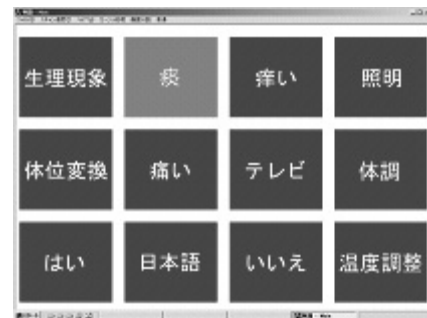 生理現象 痰 痒い 照明
体位変換 痛い テレビ 体調
はい 日本語 いいえ 温度調整